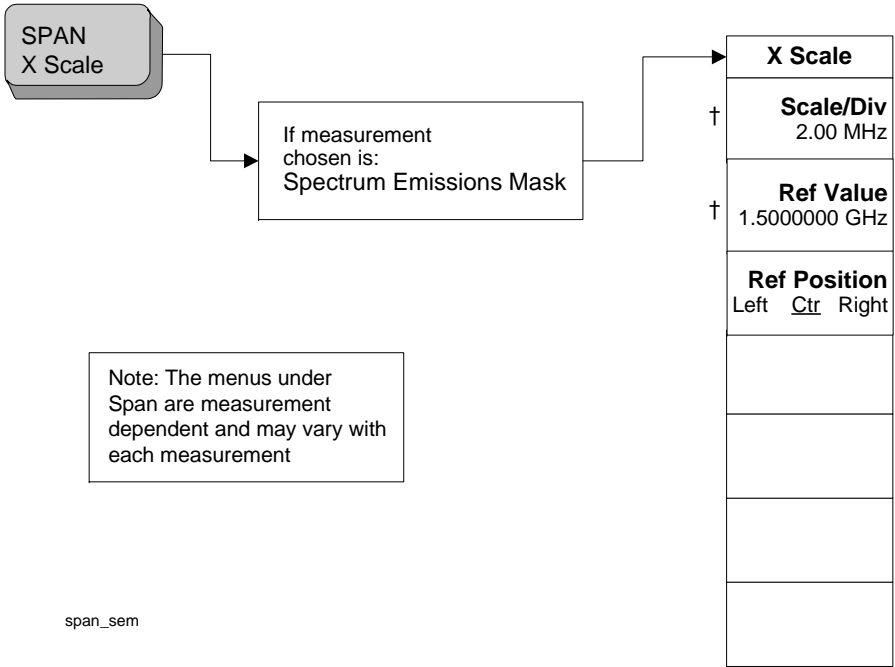 SPAN
X Scale
If measurement
chosen is:
Spectrum Emissions Mask
X Scale
† Scale/Div
2.00 MHz
† Ref Value
1.5000000 GHz
Ref Position
Left Ctr Right
Note: The menus under
Span are measurement
dependent and may vary with
each measurement
span_sem